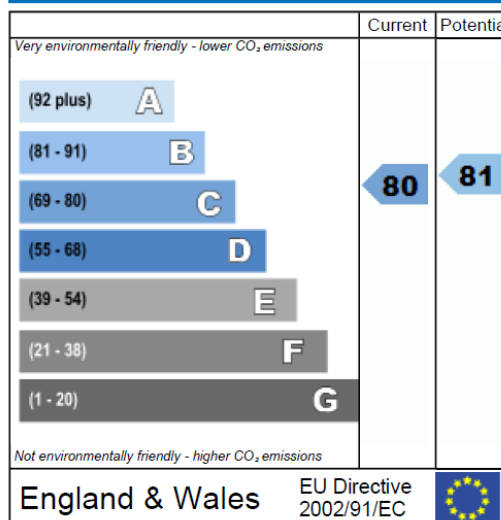 Current Potentia
Very environmentally friendly - lower CO₂ emissions
(92 plus) A
(81 - 91) B
(69 - 80) C
(55 - 68) D
(39 - 54) E
(21 - 38) F
(1 - 20) G
80
81
Not environmentally friendly - higher CO₂ emissions
England & Wales
EU Directive
2002/91/EC